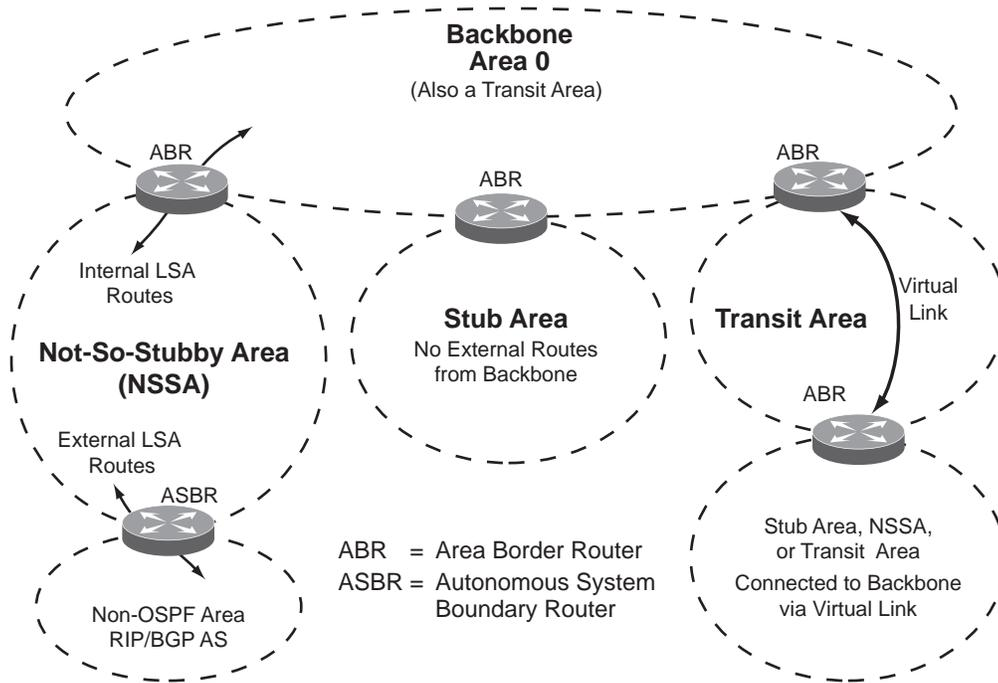 Backbone
Area 0
(Also a Transit Area)
ABR
ABR
ABR
Internal LSA
Routes
Not-So-Stubby Area
(NSSA)
Stub Area
No External Routes
from Backbone
Transit Area
Virtual
Link
External LSA
Routes
ASBR
ABR
Non-OSPF Area
RIP/BGP AS
ABR = Area Border Router
ASBR = Autonomous System
Boundary Router
Stub Area, NSSA,
or Transit Area
Connected to Backbone
via Virtual Link